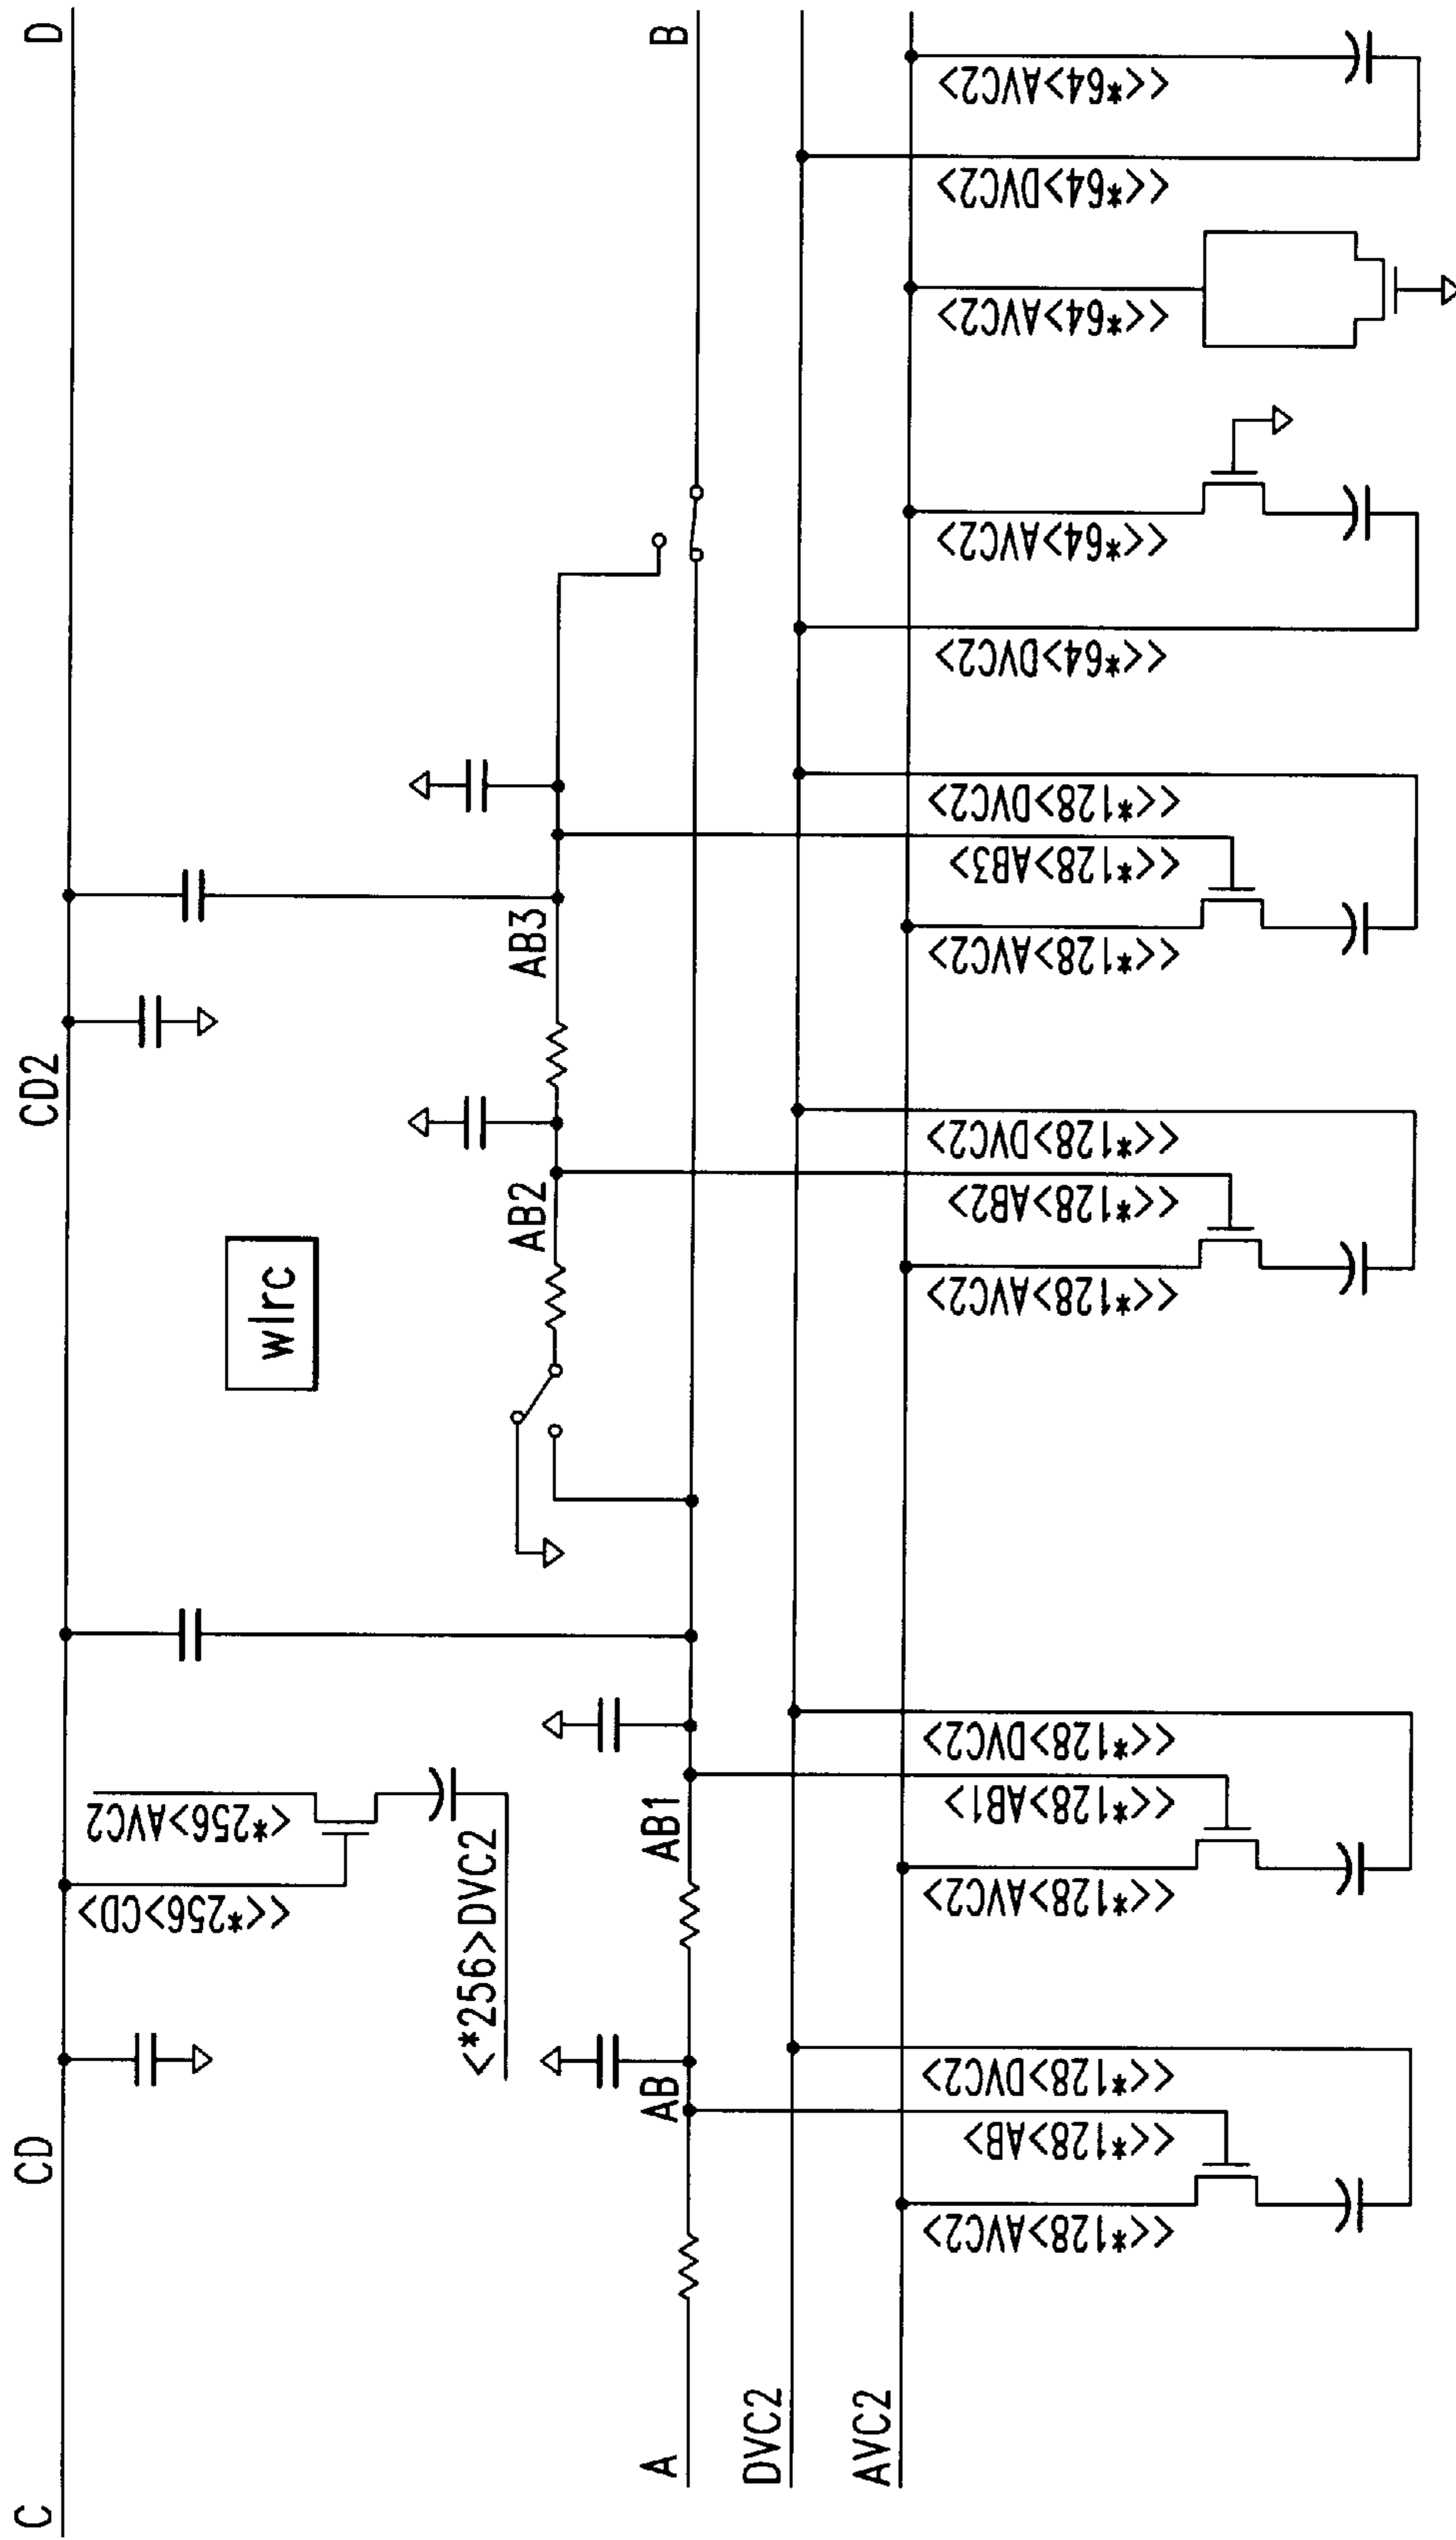 C
CD
CD2
D
<<*256>CD>
<*256>AVC2
<*256>DVC2
wlrc
AB2
AB3
A
AB
AB1
B
DVC2
AVC2
<<*128>AVC2>
<<*128>AB>
<<*128>DVC2>
<<*128>AVC2>
<<*128>AB1>
<<*128>DVC2>
<<*128>AVC2>
<<*128>AB2>
<<*128>DVC2>
<<*128>AVC2>
<<*128>AB3>
<<*128>DVC2>
<<*64>DVC2>
<<*64>AVC2>
<<*64>AVC2>
<<*64>DVC2>
<<*64>AVC2>